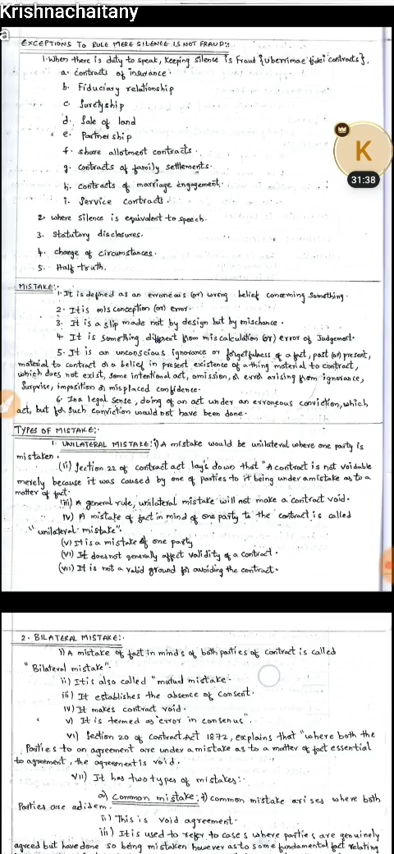 Krishnachaitany
a
EXCEPTIONS TO RULE MERE SILENCE IS NOT FRAUD:
1. When there is duty to speak, keeping silence is fraud {uberrimae fidei contracts}.
a. contracts of insurance.
b. Fiduciary relationship
c. Suretyship
d. Sale of land
e. Partnership
f. share allotment contracts.
g. contracts of family settlements.
h. contracts of marriage engagement.
i. Service contract.
K
31:38
2. where silence is equivalent to speech.
3. Statutory disclosures.
4. change of circumstances.
5. Half truth.
MISTAKE:
1. It is defined as an erroneous (or) wrong belief concerning something.
2. It is misconception (or) error.
3. It is a slip made not by design but by mischance.
4. It is something different from miscalculation (or) error of Judgement.
5. It is an unconscious ignorance or forgetfulness of a fact, past (or) present,
material to contract or a belief in present existence of a thing material to contract,
which does not exist, some intentional act, omission, or error arising from ignorance,
Surprise, imposition or misplaced confidence.
6. In a legal sense, doing of an act under an erroneous conviction, which
act, but for such conviction would not have been done.
TYPES OF MISTAKE:
1. UNILATERAL MISTAKE: i) A mistake would be unilateral where one party is
mistaken.
(ii) Section 22 of contract act lays down that "A contract is not voidable
merely because it was caused by one of parties to it being under a mistake as to a
matter of fact.
iii) A general rule, unilateral mistake will not make a contract void.
iv) A mistake of fact in mind of one party to the contract is called
"unilateral mistake".
(v) It is a mistake of one party
(vi) It does not generally affect validity of a contract.
(vii) It is not a valid ground for avoiding the contract.
2. BILATERAL MISTAKE:
i) A mistake of fact in minds of both parties of contract is called
"Bilateral mistake".
ii) It is also called "mutual mistake.
iii) It establishes the absence of consent.
iv) It makes contract void.
v) It is termed as "error in consensus".
vi) Section 20 of contract Act 1872, explains that "where both the
Parties to an agreement are under a mistake as to a matter of fact essential
to agreement, the agreement is void.
vii) It has two types of mistakes:
a) Common mistake: i) common mistake arises where both
Parties are adidem.
ii) This is void agreement.
iii) It is used to refer to cases where parties are genuinely
agreed but have done so being mistaken however as to some fundamental fact relating